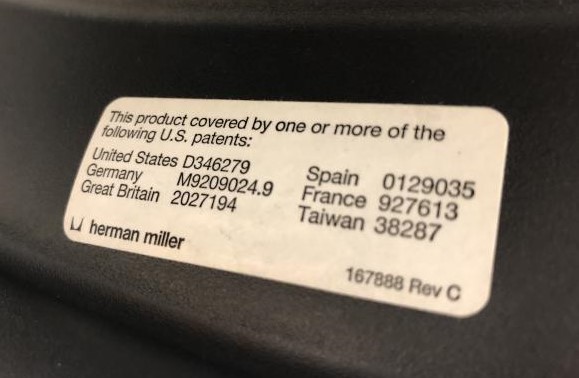 This product covered by one or more of the
following U.S. patents:
United States D346279
Germany M9209024.9
Great Britain 2027194
Spain 0129035
France 927613
Taiwan 38287
herman miller
167888 Rev C